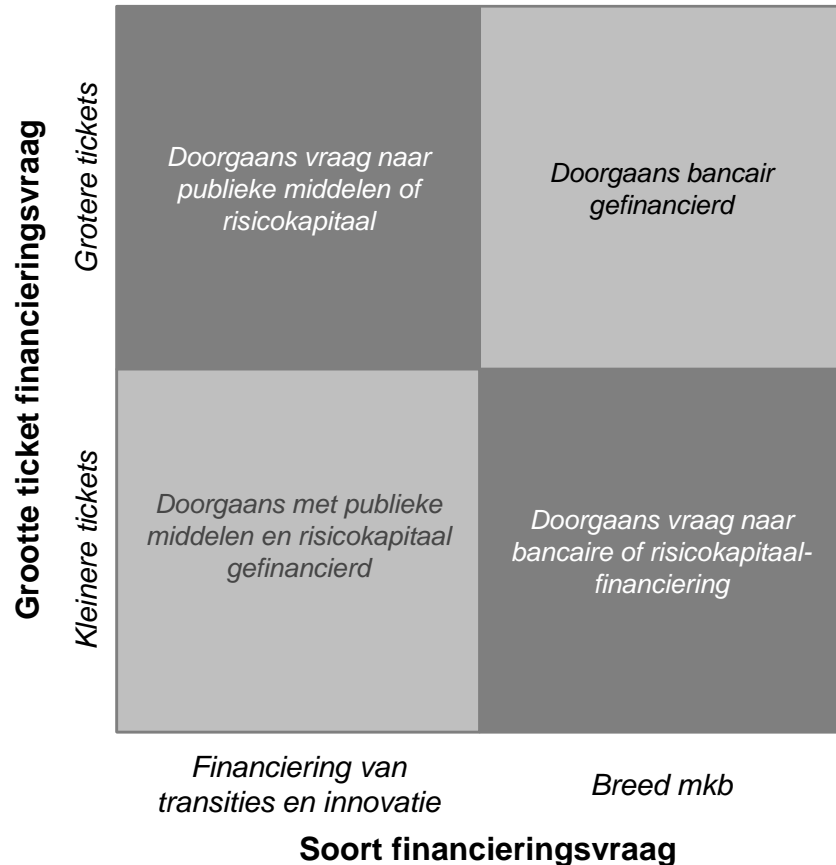 Grootte ticket financieringsvraag
Grotere tickets
Doorgaans vraag naar
publieke middelen of
risicokapitaal
Doorgaans bancair
gefinancierd
Kleinere tickets
Doorgaans met publieke
middelen en risicokapitaal
gefinancierd
Doorgaans vraag naar
bancaire of risicokapitaal-
financiering
Financiering van
transities en innovatie
Breed mkb
Soort financieringsvraag